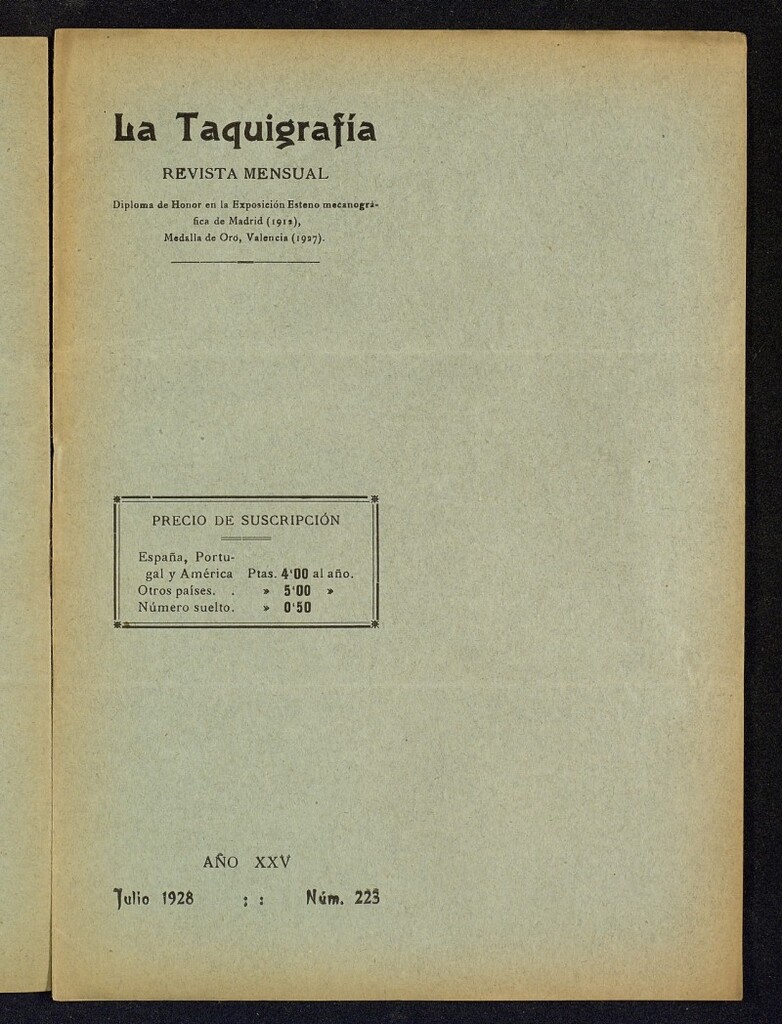 La Taquigrafía
REVISTA MENSUAL
Diploma de Honor en la Exposición Esteno mecanográ-
fica de Madrid (1912),
Medalla de Oro, Valencia (1927).
PRECIO DE SUSCRIPCIÓN
España, Portu-
gal y América Ptas. 4'00 al año.
Otros países. . » 5'00 »
Número suelto. » 0'50
AÑO XXV
Julio 1928 : : Núm. 223